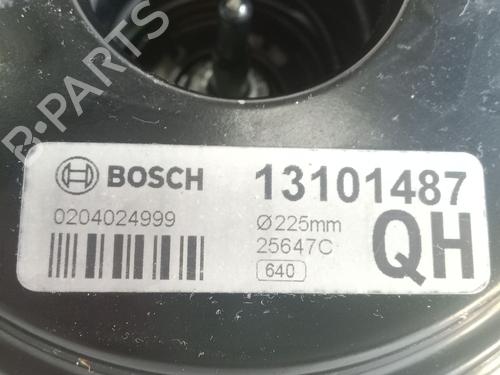 B-PARTS
BOSCH
13101487
0204024999
Ø225mm
25647C
QH
640